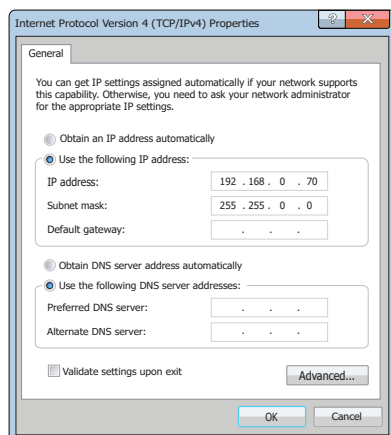 Internet Protocol Version 4 (TCP/IPv4) Properties
? X
General
You can get IP settings assigned automatically if your network supports
this capability. Otherwise, you need to ask your network administrator
for the appropriate IP settings.
Obtain an IP address automatically
Use the following IP address:
IP address: 192 . 168 . 0 . 70
Subnet mask: 255 . 255 . 0 . 0
Default gateway: . . .
Obtain DNS server address automatically
Use the following DNS server addresses:
Preferred DNS server: . . .
Alternate DNS server: . . .
Validate settings upon exit
Advanced...
OK Cancel